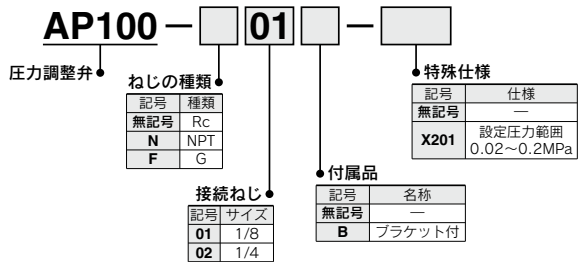 AP100－ 01 －
圧力調整弁
ねじの種類
記号 種類
無記号 Rc
N NPT
F G
接続ねじ
記号 サイズ
01 1/8
02 1/4
付属品
記号 名称
無記号 —
B ブラケット付
特殊仕様
記号 仕様
無記号 —
X201 設定圧力範囲
0.02～0.2MPa